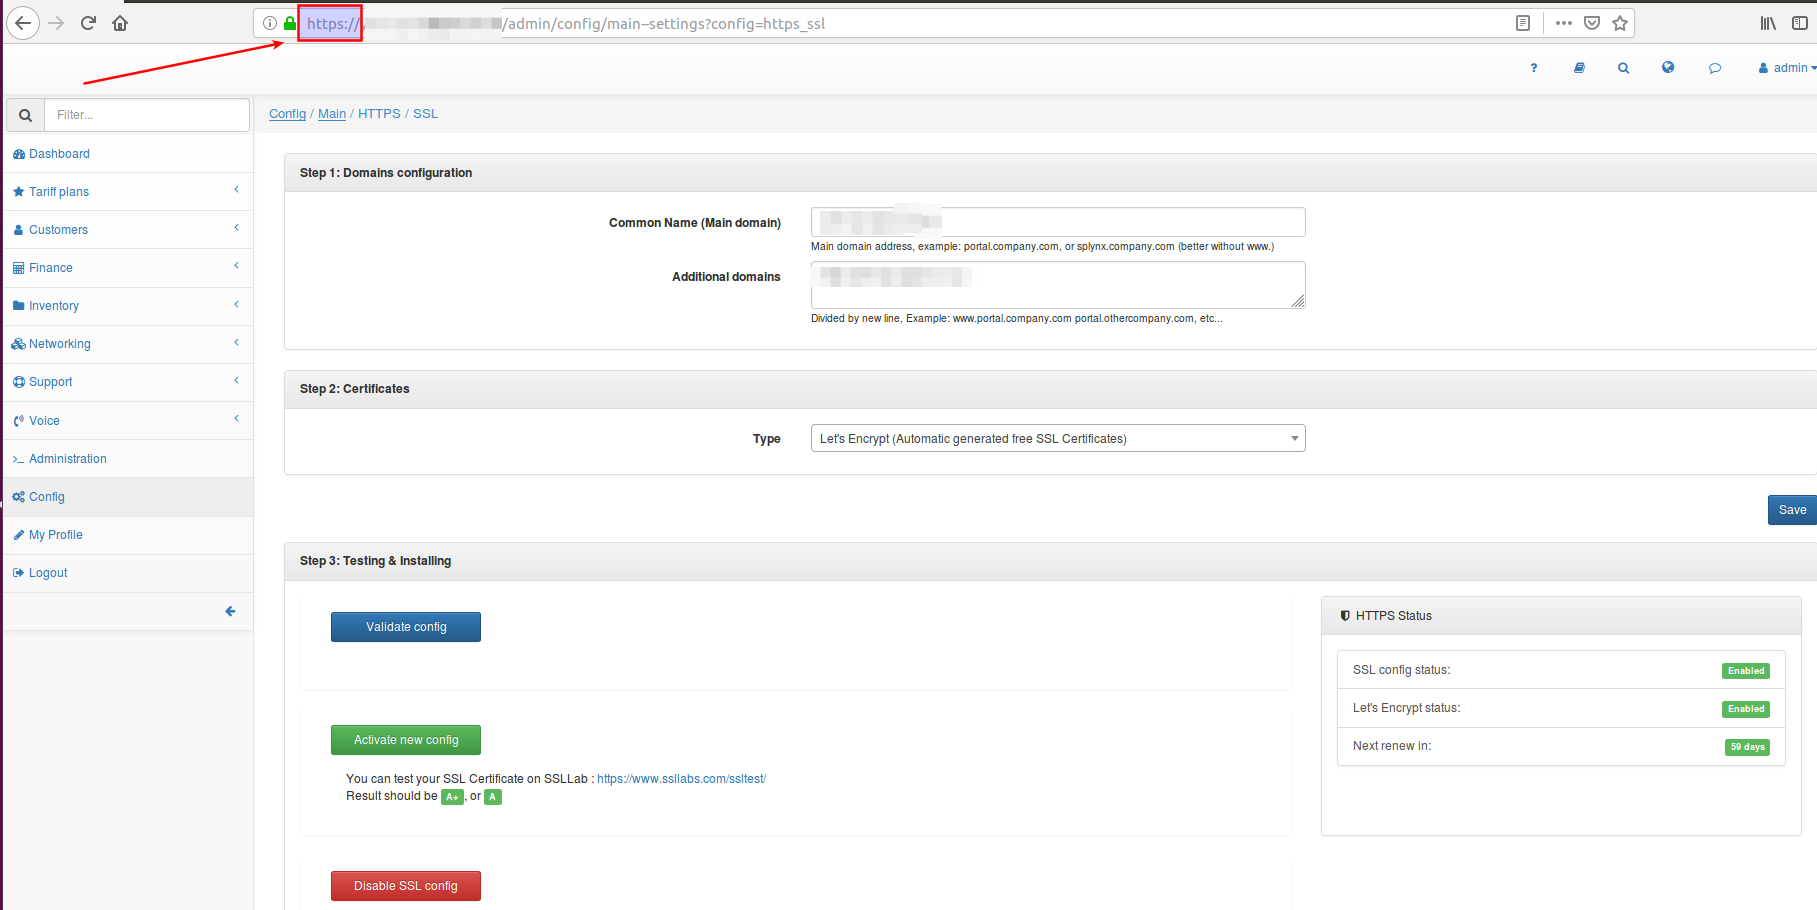 https://
/admin/config/main--settings?config=https_ssl
?
admin
Filter...
Config / Main / HTTPS / SSL
Dashboard
Tariff plans
Customers
Finance
Inventory
Networking
Support
Voice
Administration
Config
My Profile
Logout
Step 1: Domains configuration
Common Name (Main domain)
Main domain address, example: portal.company.com, or splynx.company.com (better without www.)
Additional domains
Divided by new line, Example: www.portal.company.com portal.othercompany.com, etc...
Step 2: Certificates
Type
Let's Encrypt (Automatic generated free SSL Certificates)
Save
Step 3: Testing & Installing
Validate config
Activate new config
You can test your SSL Certificate on SSLLab : https://www.ssllabs.com/ssltest/
Result should be A+, or A
Disable SSL config
HTTPS Status
SSL config status: Enabled
Let's Encrypt status: Enabled
Next renew in: 59 days